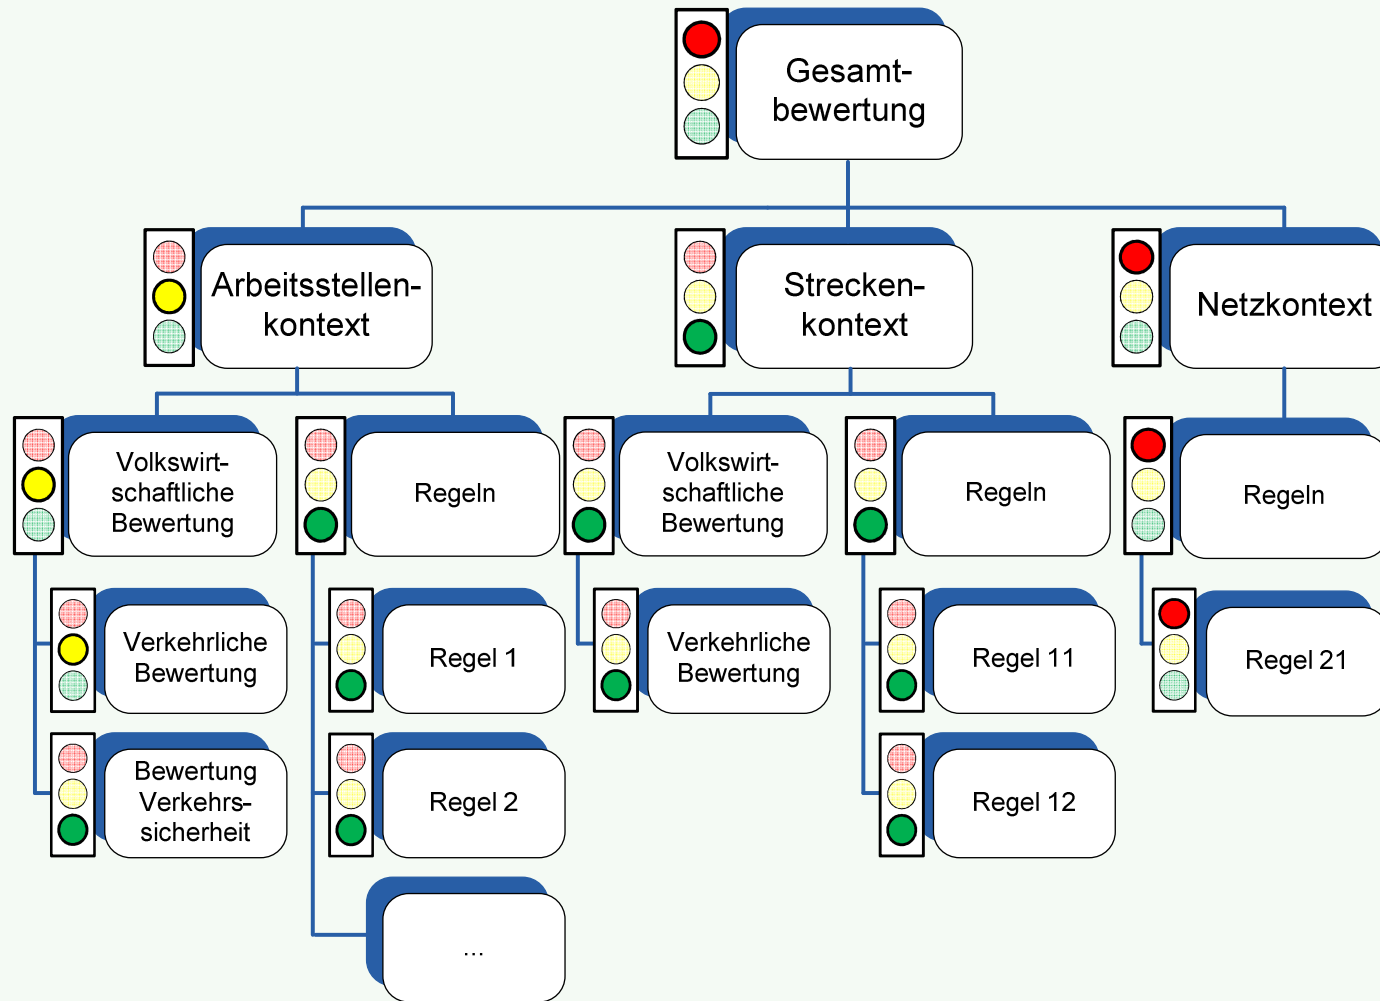 Gesamt-
bewertung
Arbeitsstellen-
kontext
Strecken-
kontext
Netzkontext
Volkswirt-
schaftliche
Bewertung
Regeln
Volkswirt-
schaftliche
Bewertung
Regeln
Regeln
Verkehrliche
Bewertung
Regel 1
Verkehrliche
Bewertung
Regel 11
Regel 21
Bewertung
Verkehrs-
sicherheit
Regel 2
Regel 12
...